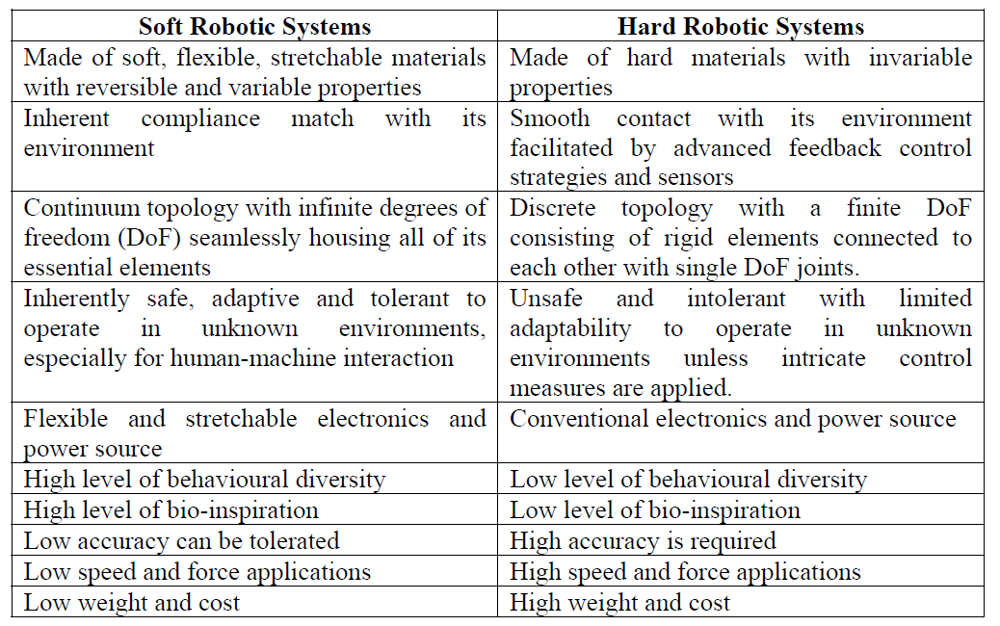 Soft Robotic Systems
Hard Robotic Systems
Made of soft, flexible, stretchable materials
with reversible and variable properties
Made of hard materials with invariable
properties
Inherent compliance match with its
environment
Smooth contact with its environment
facilitated by advanced feedback control
strategies and sensors
Continuum topology with infinite degrees of
freedom (DoF) seamlessly housing all of its
essential elements
Discrete topology with a finite DoF
consisting of rigid elements connected to
each other with single DoF joints.
Inherently safe, adaptive and tolerant to
operate in unknown environments,
especially for human-machine interaction
Unsafe and intolerant with limited
adaptability to operate in unknown
environments unless intricate control
measures are applied.
Flexible and stretchable electronics and
power source
Conventional electronics and power source
High level of behavioural diversity
Low level of behavioural diversity
High level of bio-inspiration
Low level of bio-inspiration
Low accuracy can be tolerated
High accuracy is required
Low speed and force applications
High speed and force applications
Low weight and cost
High weight and cost